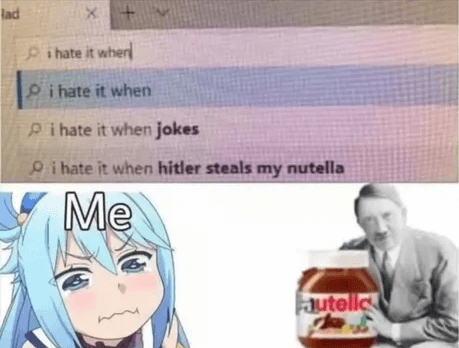 lad
i hate it when
i hate it when
i hate it when jokes
i hate it when hitler steals my nutella
Me
nutella